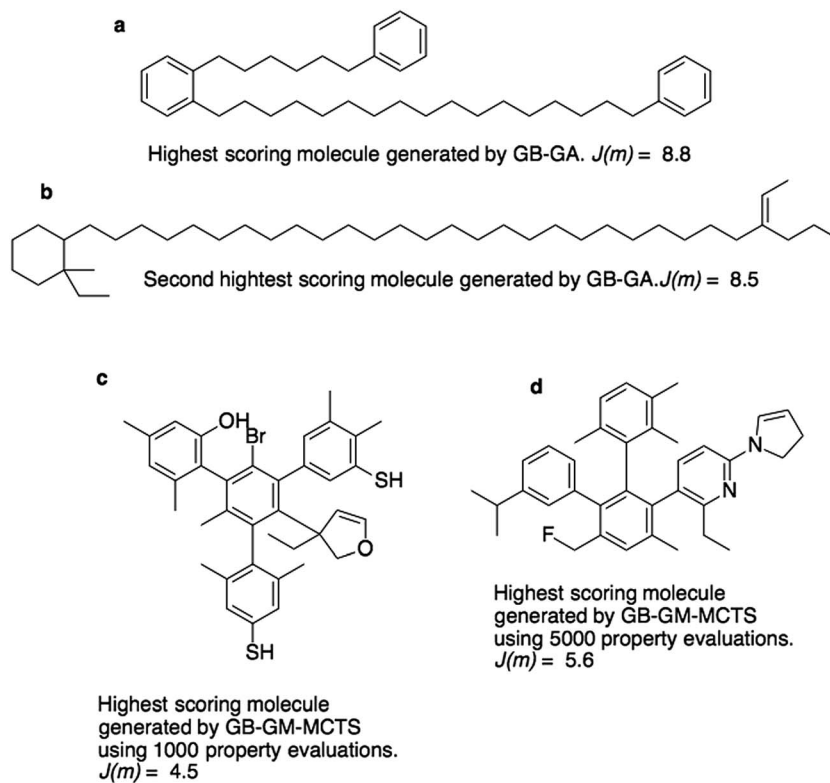 a
Highest scoring molecule generated by GB-GA. J(m) = 8.8
b
Second hightest scoring molecule generated by GB-GA.J(m) = 8.5
c
OH
Br
SH
O
SH
Highest scoring molecule
generated by GB-GM-MCTS
using 1000 property evaluations.
J(m) = 4.5
d
N
N
F
Highest scoring molecule
generated by GB-GM-MCTS
using 5000 property evaluations.
J(m) = 5.6